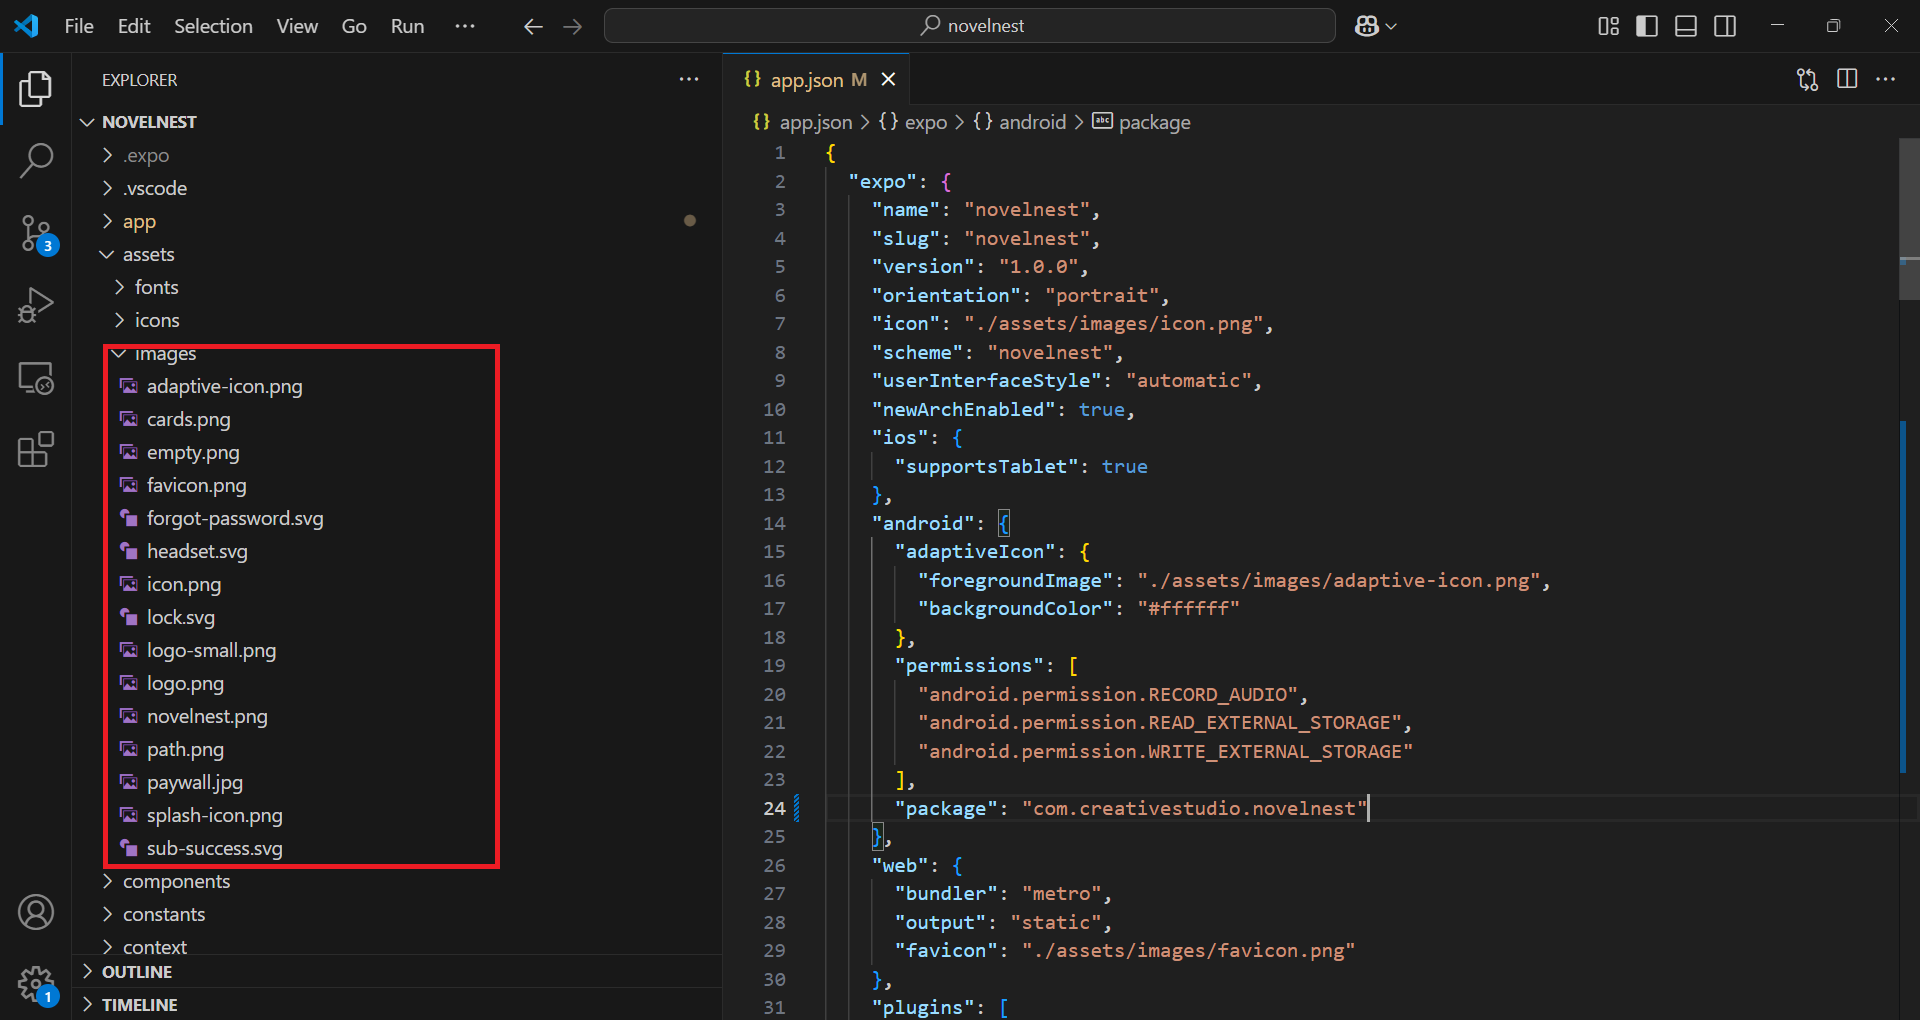 File Edit Selection View Go Run ··· novelnest
EXPLORER ···
NOVELNEST
.expo
.vscode
app
assets
fonts
icons
images
adaptive-icon.png
cards.png
empty.png
favicon.png
forgot-password.svg
headset.svg
icon.png
lock.svg
logo-small.png
logo.png
novelnest.png
path.png
paywall.jpg
splash-icon.png
sub-success.svg
components
constants
context
OUTLINE
TIMELINE
3
1
{} app.json M
{} app.json > {} expo > {} android > abc package
1 {
2 "expo": {
3 "name": "novelnest",
4 "slug": "novelnest",
5 "version": "1.0.0",
6 "orientation": "portrait",
7 "icon": "./assets/images/icon.png",
8 "scheme": "novelnest",
9 "userInterfaceStyle": "automatic",
10 "newArchEnabled": true,
11 "ios": {
12 "supportsTablet": true
13 },
14 "android": {
15 "adaptiveIcon": {
16 "foregroundImage": "./assets/images/adaptive-icon.png",
17 "backgroundColor": "#ffffff"
18 },
19 "permissions": [
20 "android.permission.RECORD_AUDIO",
21 "android.permission.READ_EXTERNAL_STORAGE",
22 "android.permission.WRITE_EXTERNAL_STORAGE"
23 ],
24 "package": "com.creativestudio.novelnest"
25 },
26 "web": {
27 "bundler": "metro",
28 "output": "static",
29 "favicon": "./assets/images/favicon.png"
30 },
31 "plugins": [